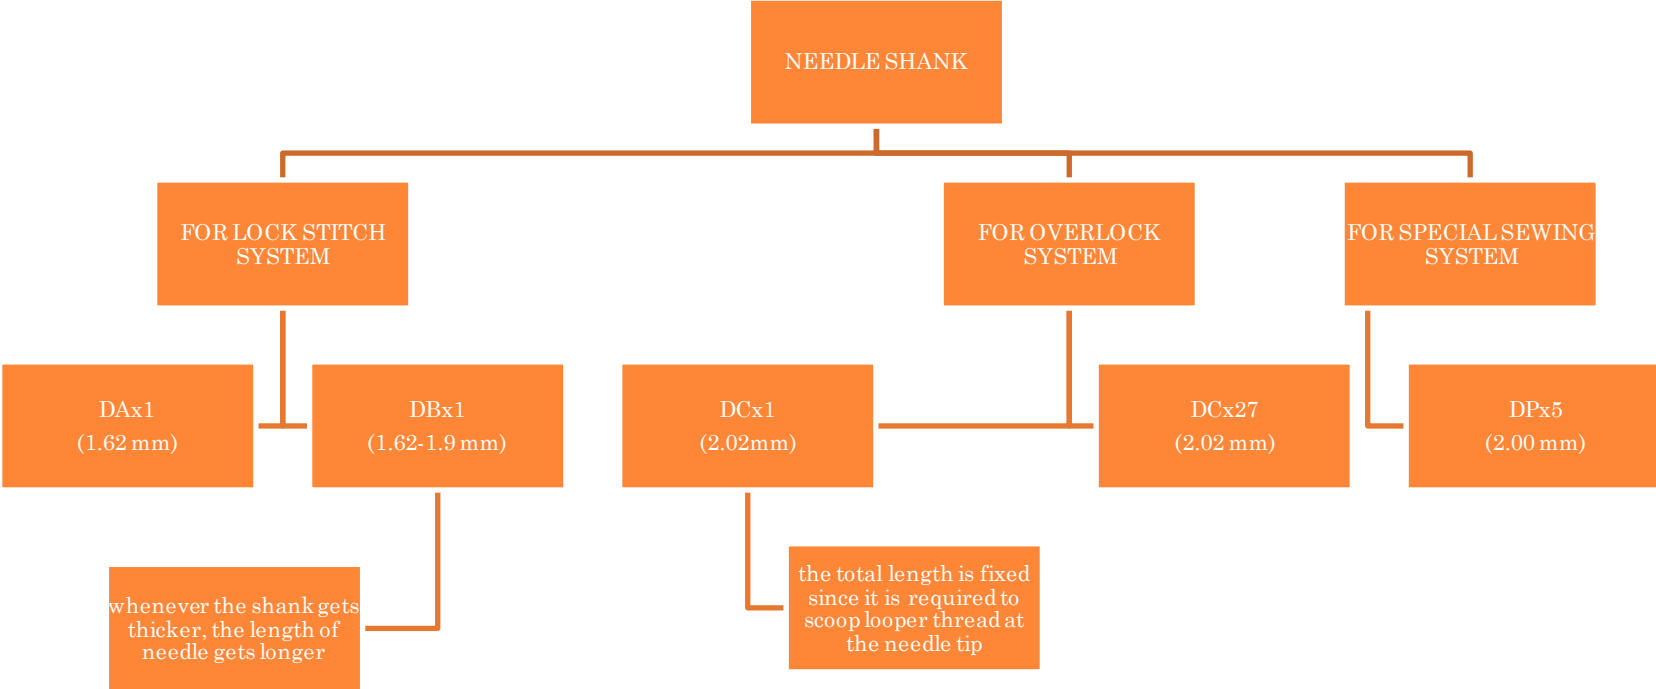 NEEDLE SHANK
FOR LOCK STITCH
SYSTEM
FOR OVERLOCK
SYSTEM
FOR SPECIAL SEWING
SYSTEM
DAx1
(1.62 mm)
DBx1
(1.62-1.9 mm)
DCx1
(2.02mm)
DCx27
(2.02 mm)
DPx5
(2.00 mm)
whenever the shank gets
thicker, the length of
needle gets longer
the total length is fixed
since it is required to
scoop looper thread at
the needle tip